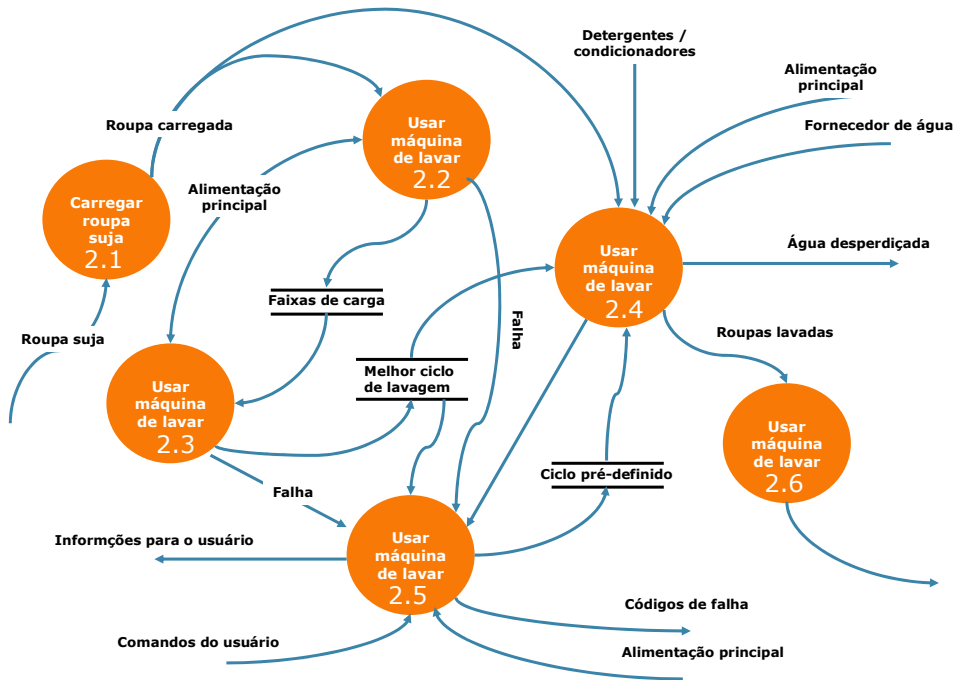 Detergentes /
condicionadores
Alimentação
principal
Fornecedor de água
Roupa carregada
Usar
máquina
de lavar
2.2
Alimentação
principal
Carregar
roupa
suja
2.1
Usar
máquina
de lavar
2.4
Água desperdiçada
Faixas de carga
Falha
Roupa suja
Roupas lavadas
Melhor ciclo
de lavagem
Usar
máquina
de lavar
2.3
Usar
máquina
de lavar
2.6
Ciclo pré-definido
Falha
Informções para o usuário
Usar
máquina
de lavar
2.5
Códigos de falha
Comandos do usuário
Alimentação principal